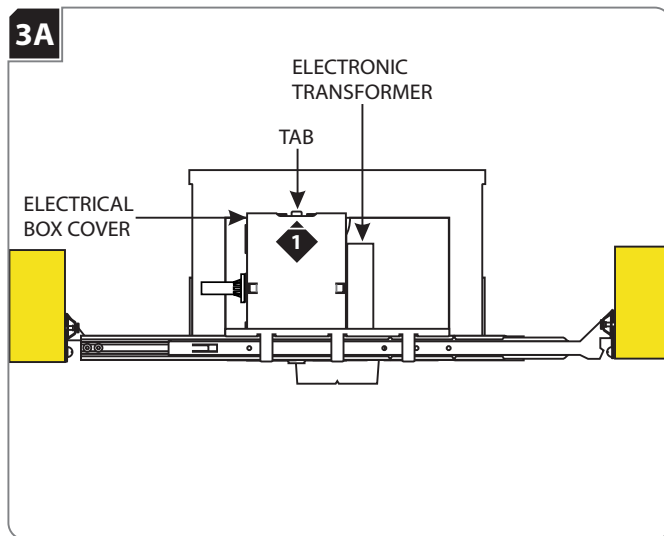 3A
ELECTRONIC
TRANSFORMER
TAB
ELECTRICAL
BOX COVER
1